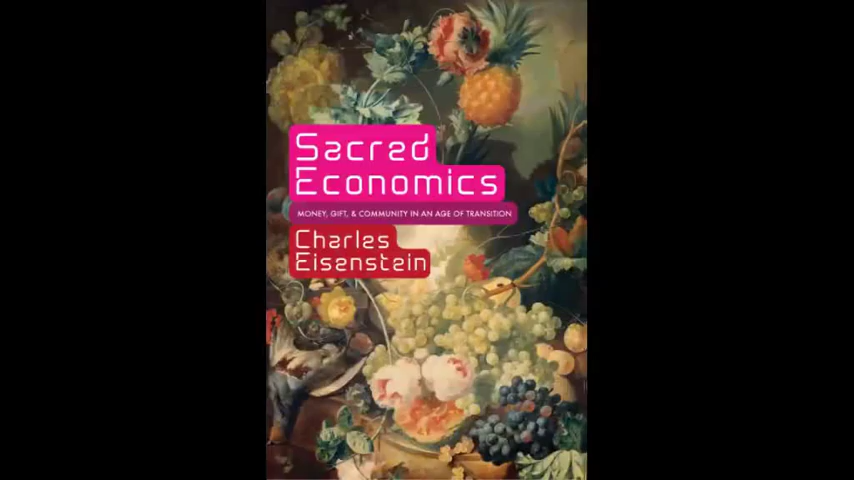 Sacred
Economics
MONEY, GIFT, & COMMUNITY IN AN AGE OF TRANSITION
Charles
Eisenstein